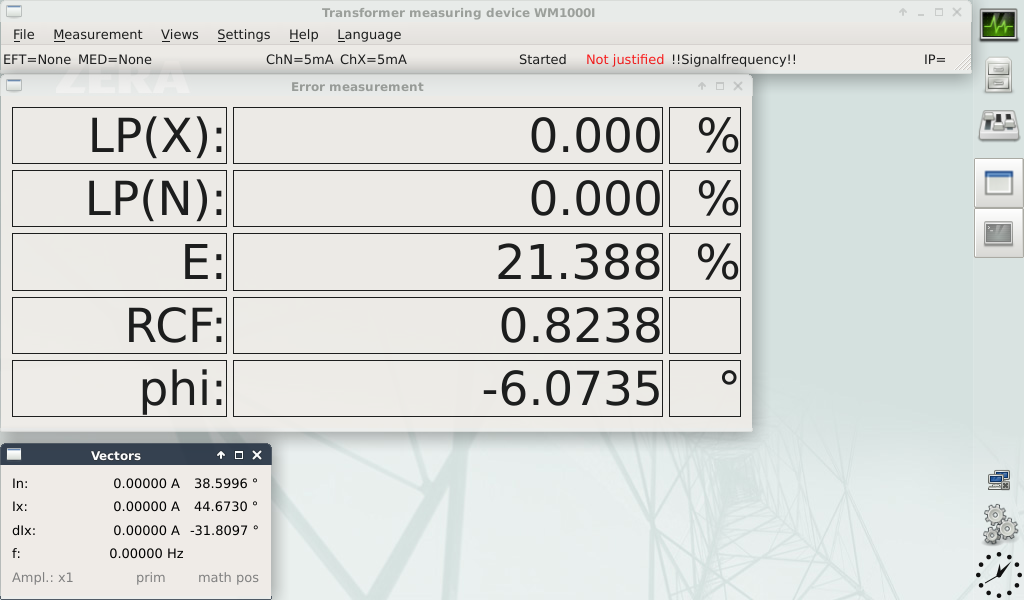 Transformer measuring device WM1000I
File Measurement Views Settings Help Language
EFT=None MED=None ChN=5mA ChX=5mA Started Not justified !!Signalfrequency!! IP=
ZERA
Error measurement
LP(X): 0.000 %
LP(N): 0.000 %
E: 21.388 %
RCF: 0.8238
phi: -6.0735 °
Vectors
In: 0.00000 A 38.5996 °
Ix: 0.00000 A 44.6730 °
dIx: 0.00000 A -31.8097 °
f: 0.00000 Hz
Ampl.: x1 prim math pos